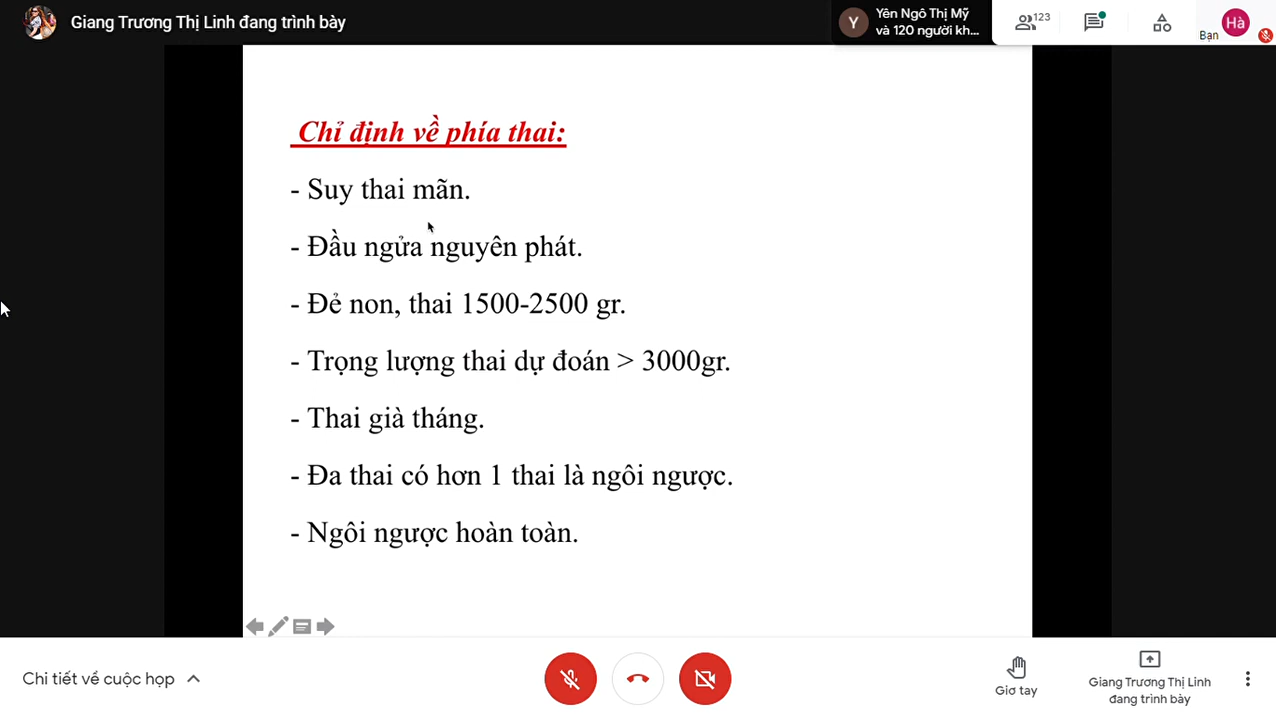 Giang Trương Thị Linh đang trình bày
Y
Yên Ngô Thị Mỹ
và 120 người kh...
123
Hà
Bạn
Chỉ định về phía thai:
- Suy thai mãn.
- Đầu ngửa nguyên phát.
- Đẻ non, thai 1500-2500 gr.
- Trọng lượng thai dự đoán > 3000gr.
- Thai già tháng.
- Đa thai có hơn 1 thai là ngôi ngược.
- Ngôi ngược hoàn toàn.
Chi tiết về cuộc họp
Giơ tay
Giang Trương Thị Linh
đang trình bày